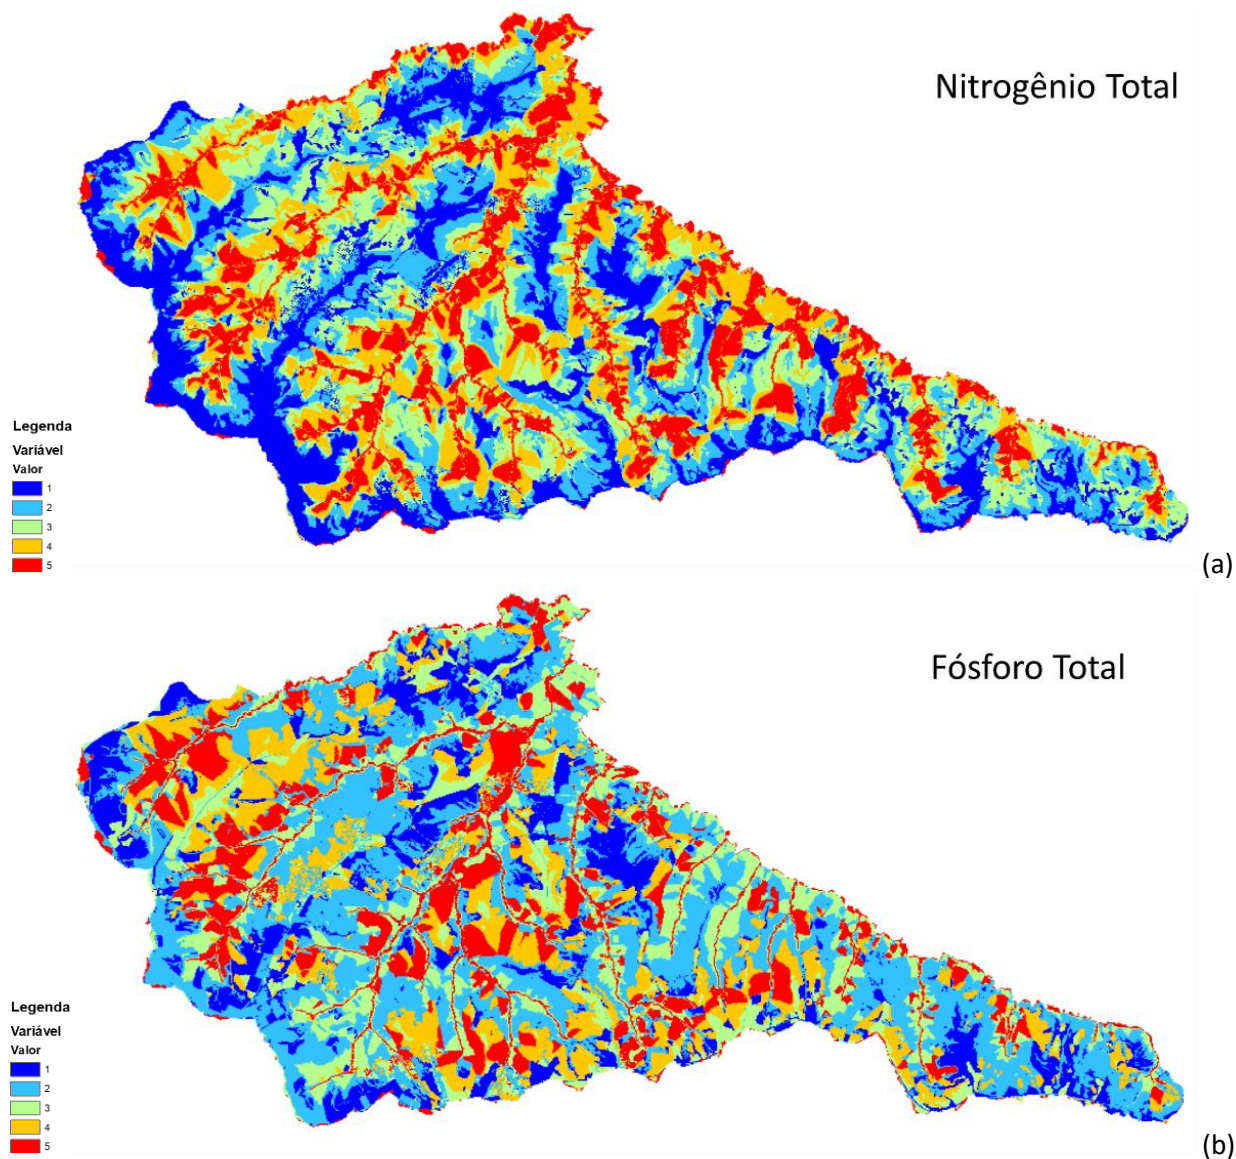 Nitrogênio Total
Legenda
Variável
Valor
1
2
3
4
5
(a)
Fósforo Total
Legenda
Variável
Valor
1
2
3
4
5
(b)